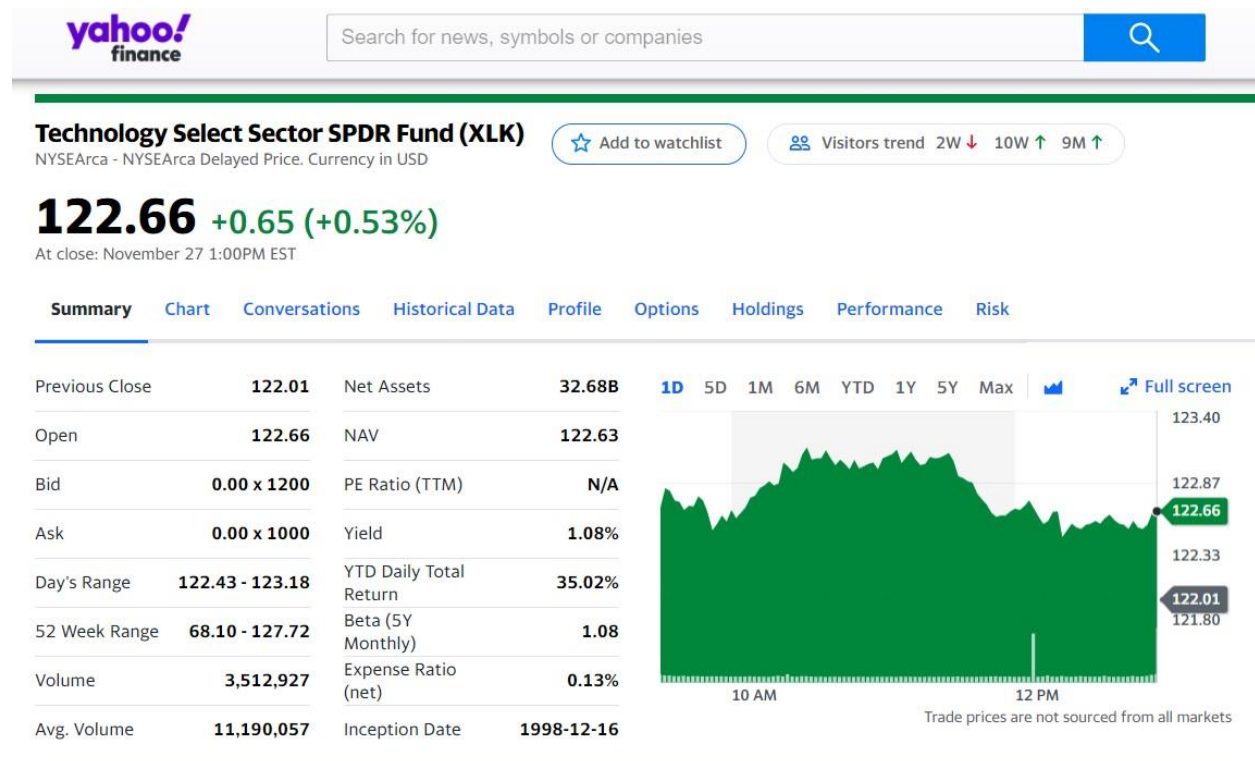 yahoo!
finance
Search for news, symbols or companies
Technology Select Sector SPDR Fund (XLK)
Add to watchlist
Visitors trend 2W↓ 10W↑ 9M↑
NYSEArca - NYSEArca Delayed Price. Currency in USD
122.66 +0.65 (+0.53%)
At close: November 27 1:00PM EST
Summary Chart Conversations Historical Data Profile Options Holdings Performance Risk
Previous Close 122.01
Open 122.66
Bid 0.00 x 1200
Ask 0.00 x 1000
Day's Range 122.43 - 123.18
52 Week Range 68.10 - 127.72
Volume 3,512,927
Avg. Volume 11,190,057
Net Assets 32.68B
NAV 122.63
PE Ratio (TTM) N/A
Yield 1.08%
YTD Daily Total
Return 35.02%
Beta (5Y
Monthly) 1.08
Expense Ratio
(net) 0.13%
Inception Date 1998-12-16
1D 5D 1M 6M YTD 1Y 5Y Max Full screen
123.40
122.87
122.66
122.33
122.01
121.80
10 AM 12 PM
Trade prices are not sourced from all markets